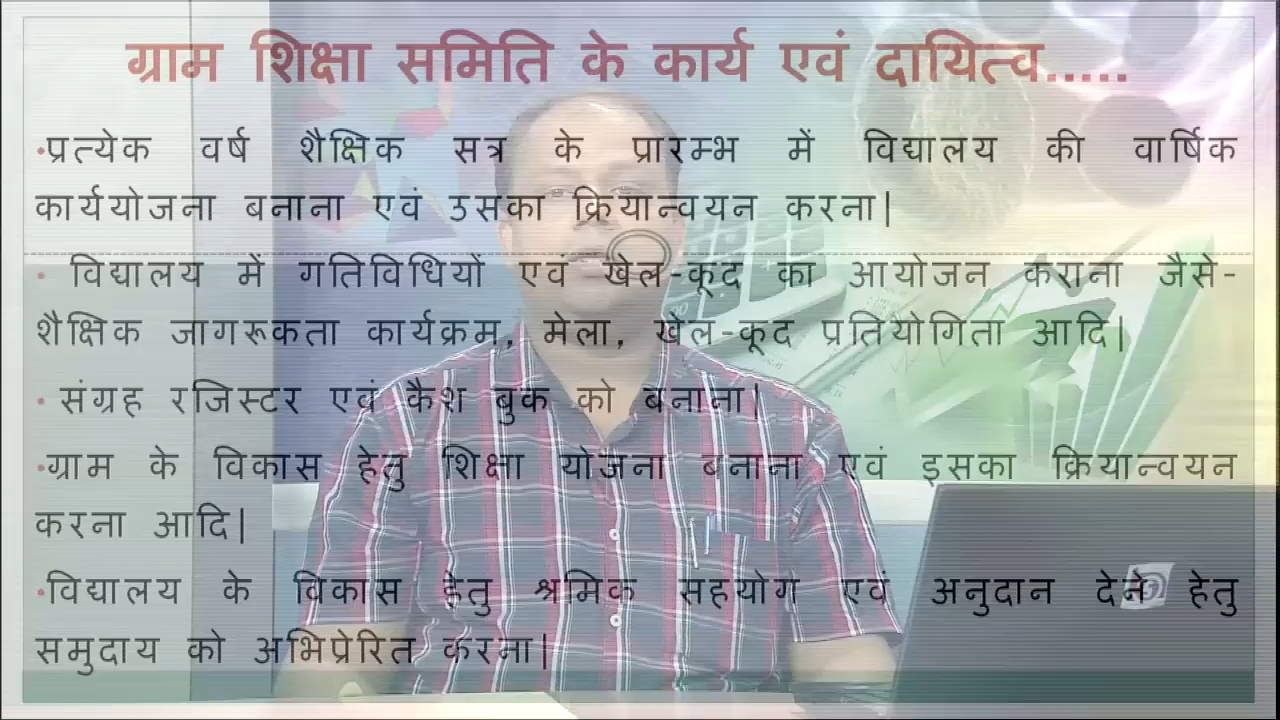 ग्राम शिक्षा समिति के कार्य एवं दायित्व.....
•प्रत्येक वर्ष शैक्षिक सत्र के प्रारम्भ में विद्यालय की वार्षिक
कार्ययोजना बनाना एवं उसका क्रियान्वयन करना|
• विद्यालय में गतिविधियों एवं खेल-कूद का आयोजन कराना जैसे-
शैक्षिक जागरूकता कार्यक्रम, मेला, खेल-कूद प्रतियोगिता आदि|
• संग्रह रजिस्टर एवं कैश बुक को बनाना|
•ग्राम के विकास हेतु शिक्षा योजना बनाना एवं इसका क्रियान्वयन
करना आदि|
•विद्यालय के विकास हेतु श्रमिक सहयोग एवं अनुदान देने हेतु
समुदाय को अभिप्रेरित करना|